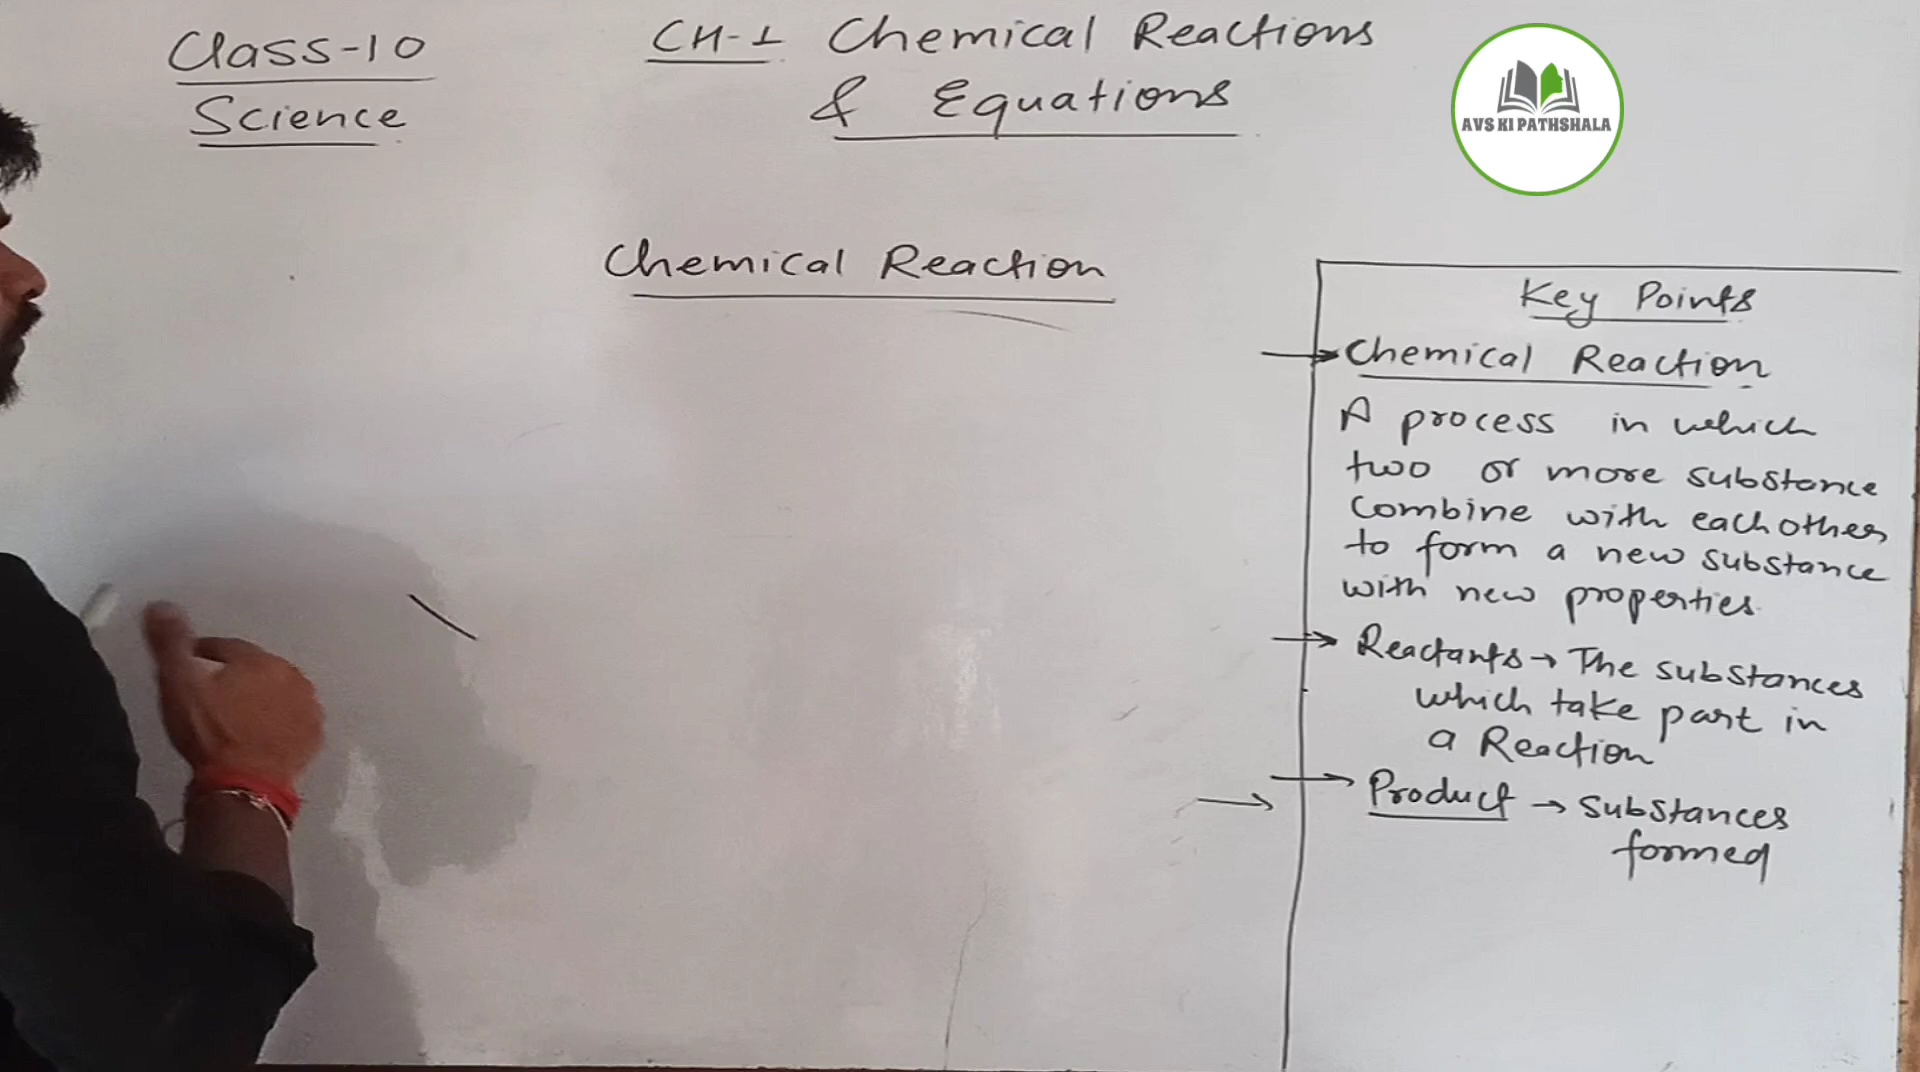 Class-10
Science
CH-1 Chemical Reactions
& Equations
AVS KI PATHSHALA
Chemical Reaction
Key Points
→ Chemical Reaction
A process in which
two or more substance
combine with eachother
to form a new substance
with new properties.
→ Reactants → The substances
which take part in
a Reaction
→ Product → substances
formed